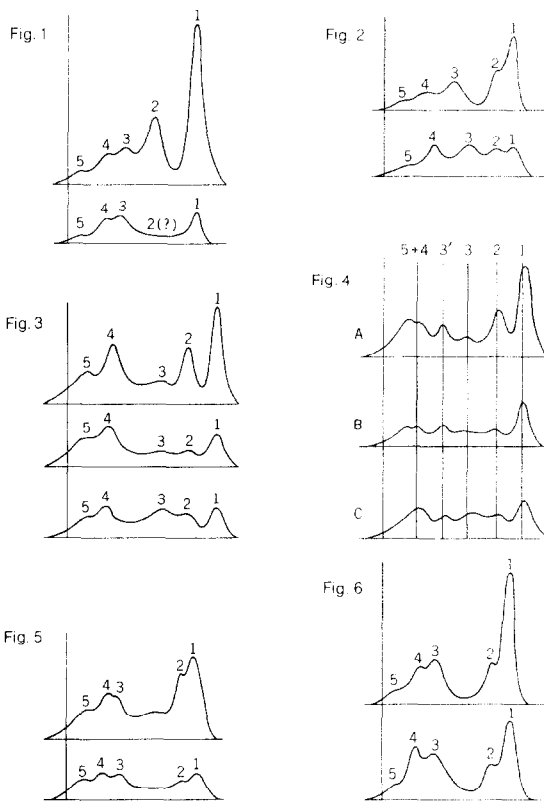 Fig. 1
1
2
5 4 3
5 4 3 2(?) 1
Fig. 2
1
2
5 4 3
5 4 3 2 1
Fig. 3
1
5 4 3 2
5 4 3 2 1
5 4 3 2 1
Fig. 4
5+4 3′ 3 2 1
A
B
C
Fig. 5
1
2
5 4 3
5 4 3 2 1
Fig. 6
1
5 4 3 2
1
5 4 3 2